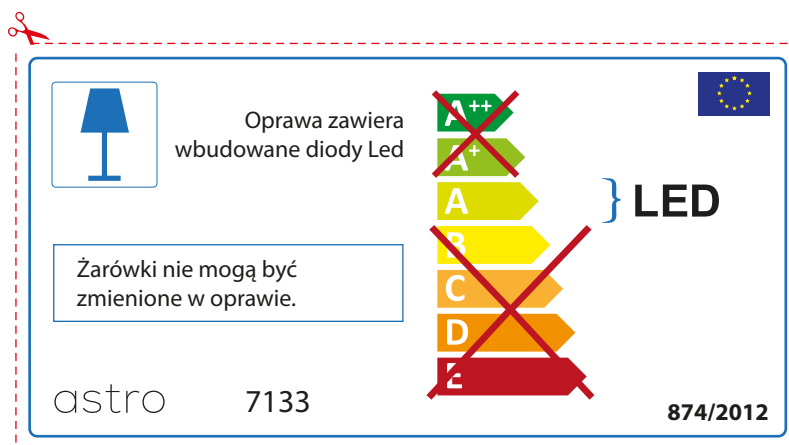 Oprawa zawiera
wbudowane diody Led
A++
A+
A
B
C
D
E
LED
Żarówki nie mogą być
zmienione w oprawie.
astro
7133
874/2012